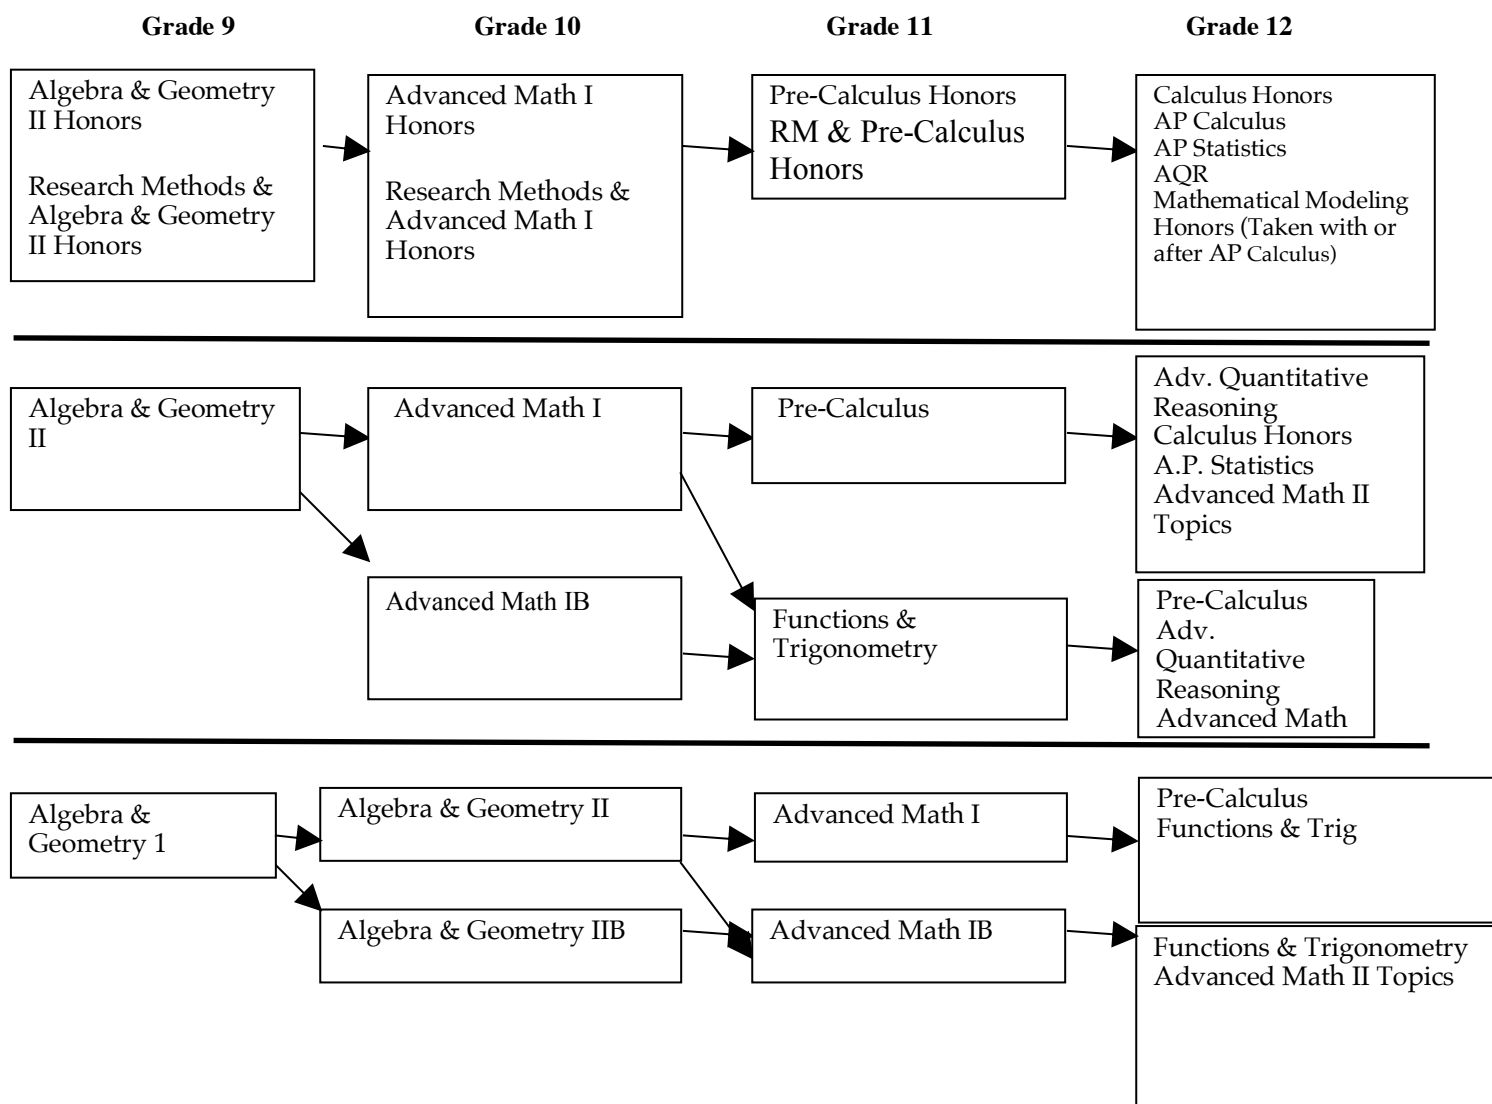 Grade 9
Grade 10
Grade 11
Grade 12
Algebra & Geometry
II Honors
Research Methods &
Algebra & Geometry
II Honors
Advanced Math I
Honors
Research Methods &
Advanced Math I
Honors
Pre-Calculus Honors
RM & Pre-Calculus
Honors
Calculus Honors
AP Calculus
AP Statistics
AQR
Mathematical Modeling
Honors (Taken with or
after AP Calculus)
Algebra & Geometry
II
Advanced Math I
Pre-Calculus
Adv. Quantitative
Reasoning
Calculus Honors
A.P. Statistics
Advanced Math II
Topics
Advanced Math IB
Functions &
Trigonometry
Pre-Calculus
Adv.
Quantitative
Reasoning
Advanced Math
Algebra &
Geometry 1
Algebra & Geometry II
Advanced Math I
Pre-Calculus
Functions & Trig
Algebra & Geometry IIB
Advanced Math IB
Functions & Trigonometry
Advanced Math II Topics